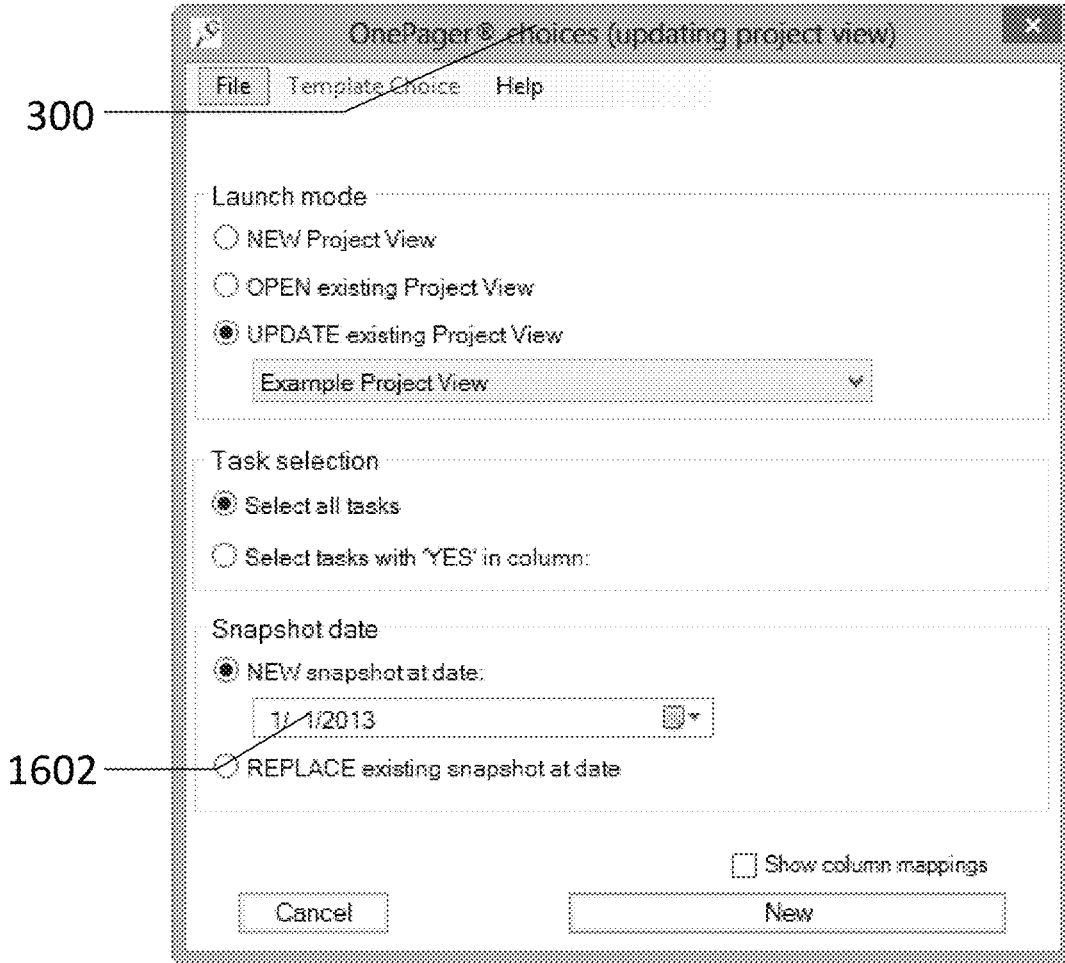 OnePager® choices (updating project view)
File Template Choice Help
300
Launch mode
NEW Project View
OPEN existing Project View
UPDATE existing Project View
Example Project View
Task selection
Select all tasks
Select tasks with 'YES' in column:
Snapshot date
NEW snapshot at date:
1/ 1/2013
1602
REPLACE existing snapshot at date
Show column mappings
Cancel New